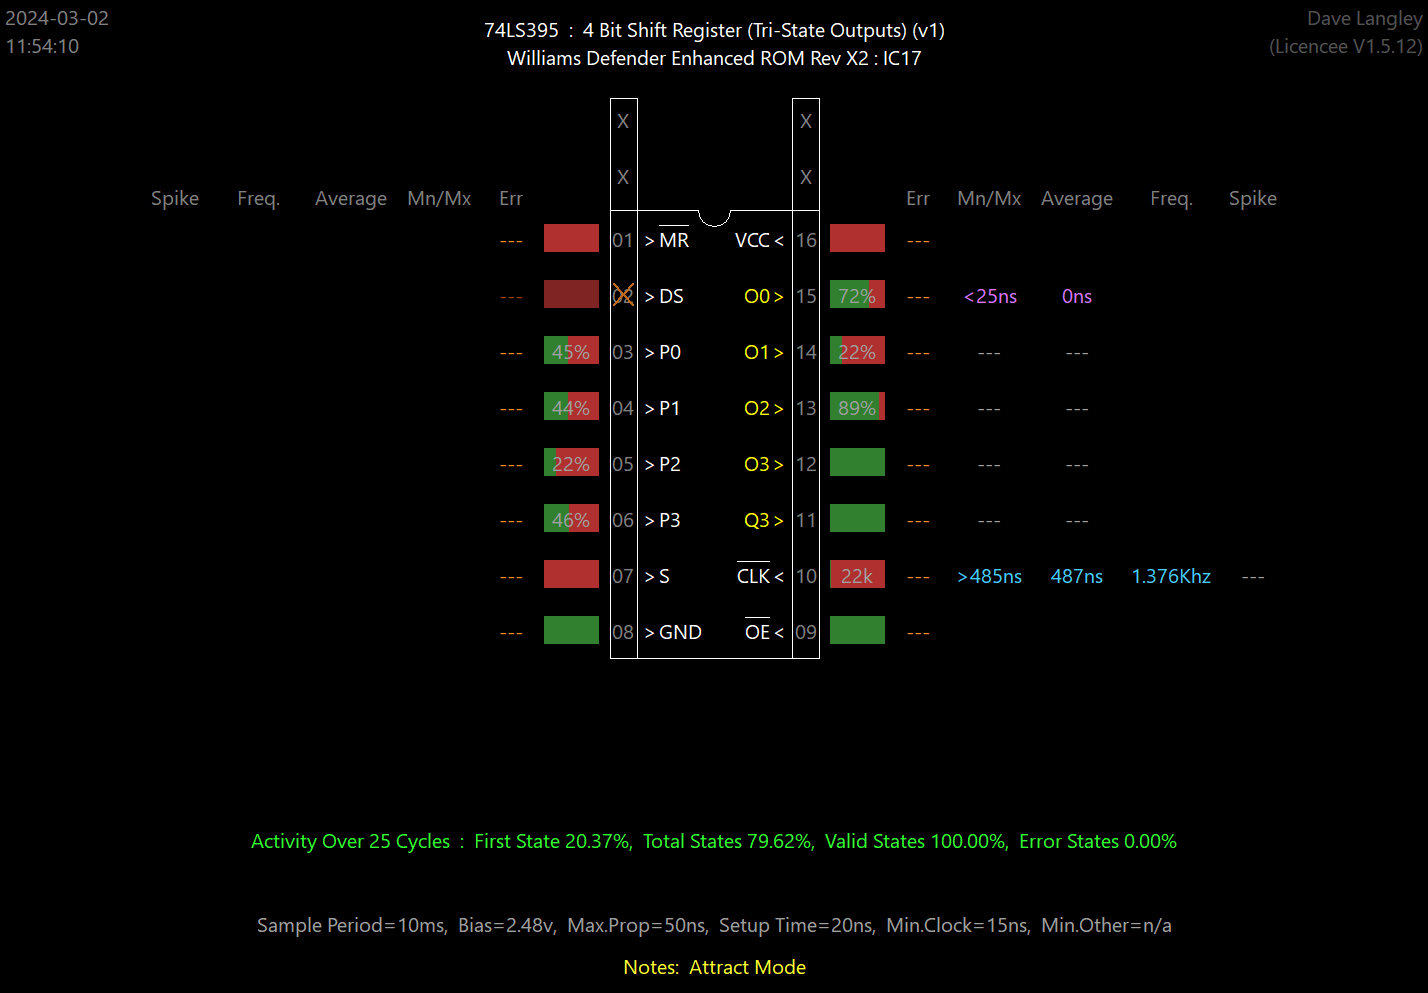 2024-03-02
11:54:10
74LS395 : 4 Bit Shift Register (Tri-State Outputs) (v1)
Williams Defender Enhanced ROM Rev X2 : IC17
Dave Langley
(Licencee V1.5.12)
X X
X X
Spike Freq. Average Mn/Mx Err Err Mn/Mx Average Freq. Spike
--- 01 > MR VCC < 16 ---
--- 02 > DS O0 > 15 72% --- <25ns 0ns
--- 45% 03 > P0 O1 > 14 22% --- --- ---
--- 44% 04 > P1 O2 > 13 89% --- --- ---
--- 22% 05 > P2 O3 > 12 --- --- ---
--- 46% 06 > P3 Q3 > 11 --- --- ---
--- 07 > S CLK < 10 22k --- >485ns 487ns 1.376Khz ---
--- 08 > GND OE < 09 ---
Activity Over 25 Cycles : First State 20.37%, Total States 79.62%, Valid States 100.00%, Error States 0.00%
Sample Period=10ms, Bias=2.48v, Max.Prop=50ns, Setup Time=20ns, Min.Clock=15ns, Min.Other=n/a
Notes: Attract Mode